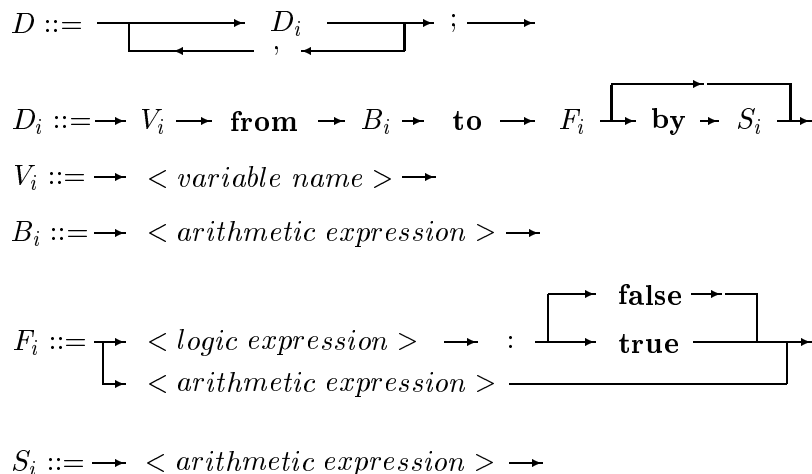 D ::= D_i ;
,
D_i ::= V_i from B_i to F_i by S_i
V_i ::= < variable name >
B_i ::= < arithmetic expression >
false
F_i ::= < logic expression > : true
< arithmetic expression >
S_i ::= < arithmetic expression >